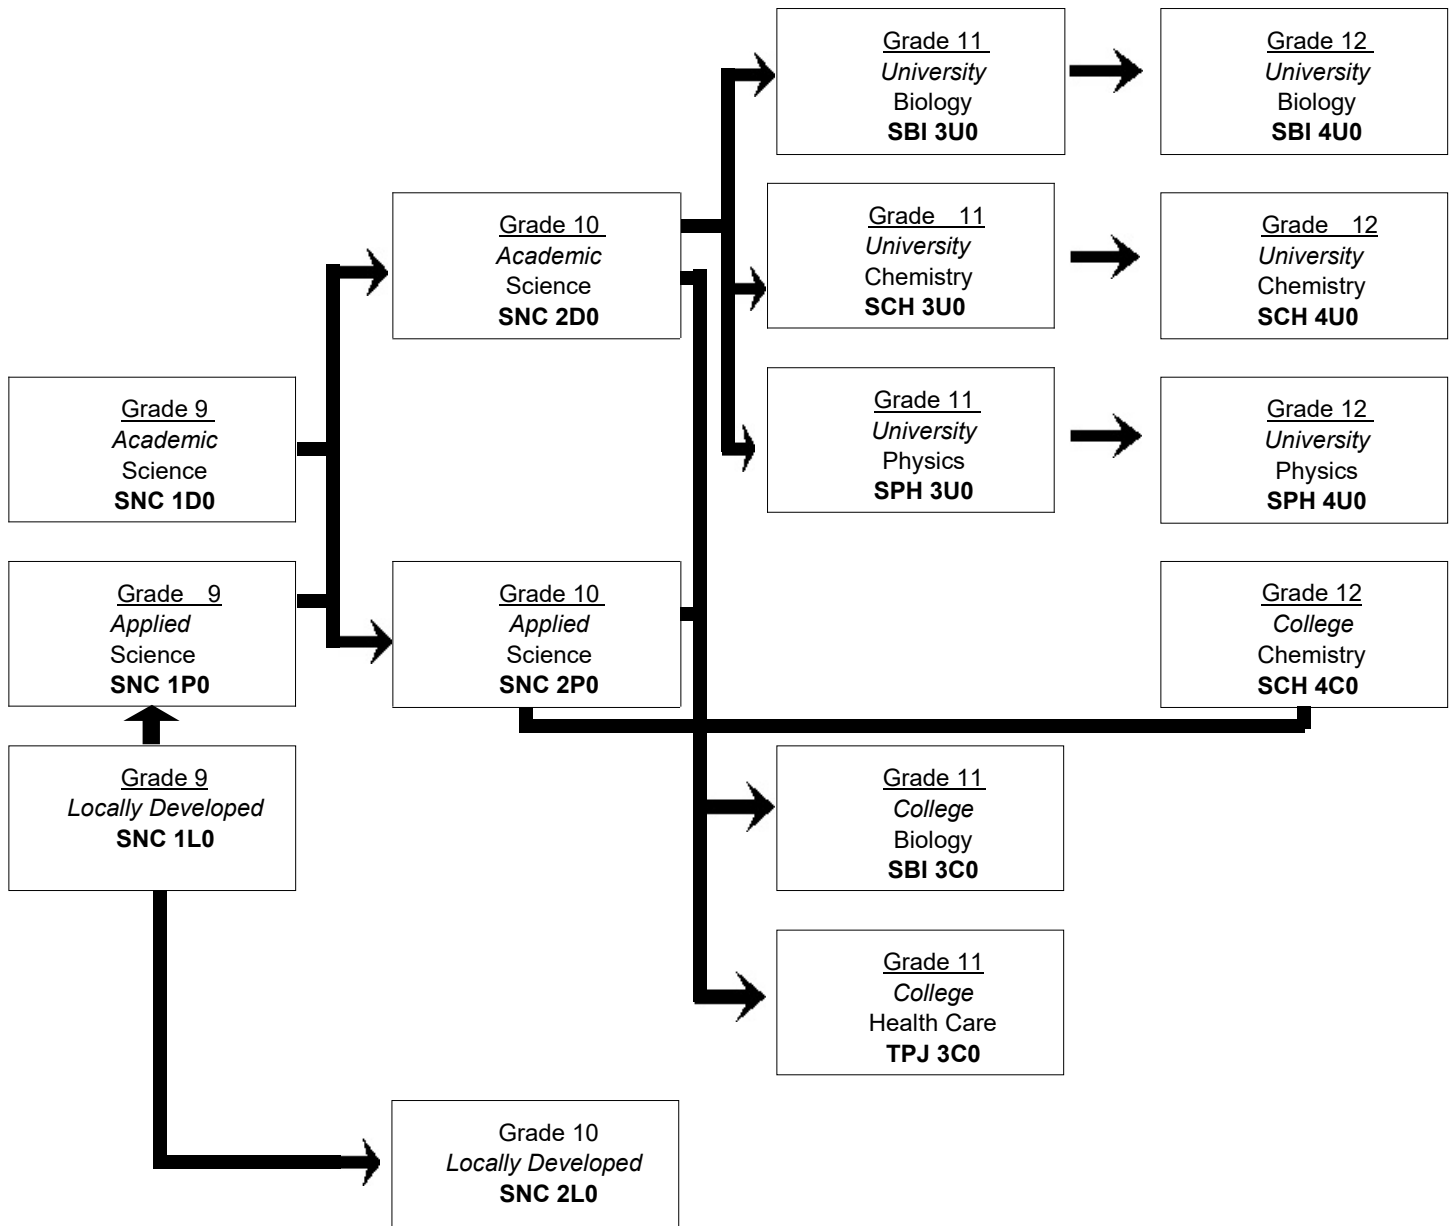 Grade 11
University
Biology
SBI 3U0
Grade 12
University
Biology
SBI 4U0
Grade 10
Academic
Science
SNC 2D0
Grade 11
University
Chemistry
SCH 3U0
Grade 12
University
Chemistry
SCH 4U0
Grade 9
Academic
Science
SNC 1D0
Grade 11
University
Physics
SPH 3U0
Grade 12
University
Physics
SPH 4U0
Grade 9
Applied
Science
SNC 1P0
Grade 10
Applied
Science
SNC 2P0
Grade 12
College
Chemistry
SCH 4C0
Grade 9
Locally Developed
SNC 1L0
Grade 11
College
Biology
SBI 3C0
Grade 11
College
Health Care
TPJ 3C0
Grade 10
Locally Developed
SNC 2L0